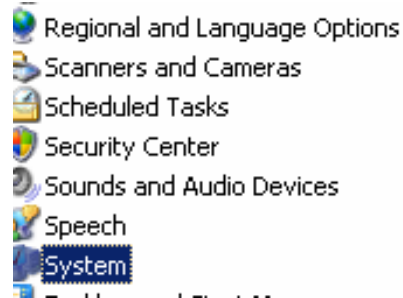 Regional and Language Options
Scanners and Cameras
Scheduled Tasks
Security Center
Sounds and Audio Devices
Speech
System